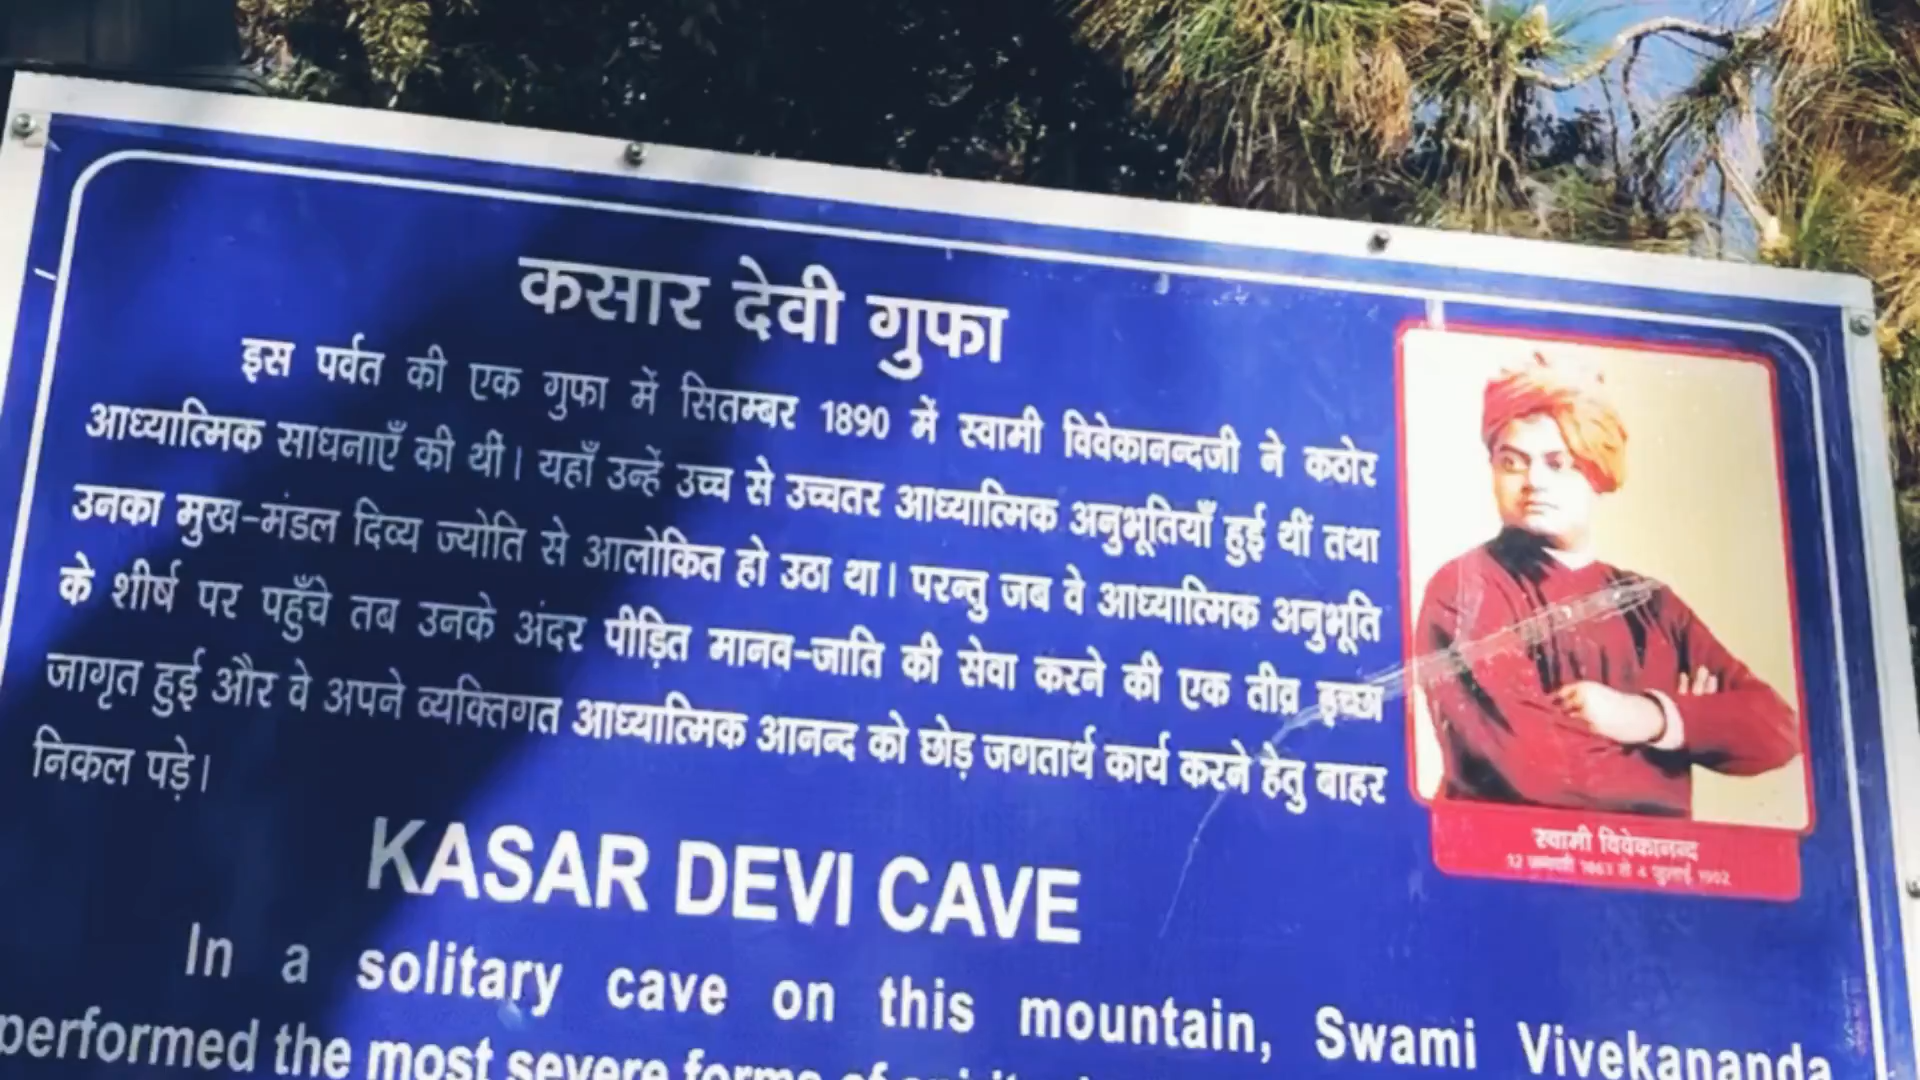 कसार देवी गुफा
इस पर्वत की एक गुफा में सितम्बर 1890 में स्वामी विवेकानन्दजी ने कठोर
आध्यात्मिक साधनाएँ की थीं। यहाँ उन्हें उच्च से उच्चतर आध्यात्मिक अनुभूतियाँ हुई थीं तथा
उनका मुख-मंडल दिव्य ज्योति से आलोकित हो उठा था। परन्तु जब वे आध्यात्मिक अनुभूति
के शीर्ष पर पहुँचे तब उनके अंदर पीड़ित मानव-जाति की सेवा करने की एक तीव्र इच्छा
जागृत हुई और वे अपने व्यक्तिगत आध्यात्मिक आनन्द को छोड़ जगतार्थ कार्य करने हेतु बाहर
निकल पड़े।
स्वामी विवेकानन्द
12 जनवरी 1863 से 4 जुलाई 1902
KASAR DEVI CAVE
In a solitary cave on this mountain, Swami Vivekananda
performed the most severe forms of